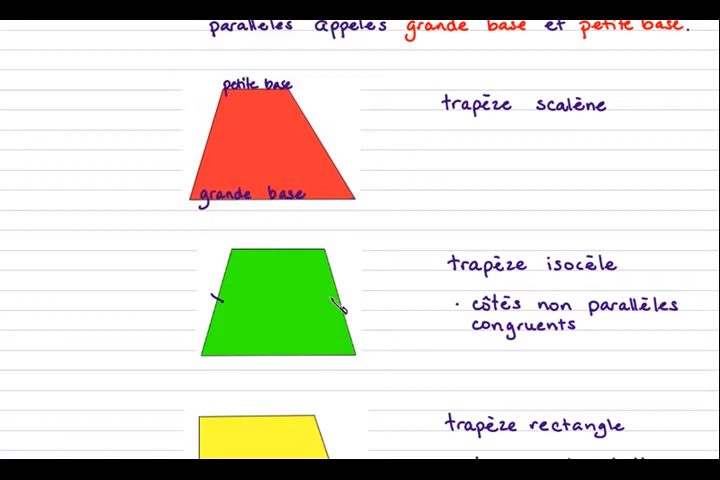 parallèles appelés grande base et petite base.
petite base
trapèze scalène
grande base
trapèze isocèle
· côtés non parallèles
congruents
trapèze rectangle